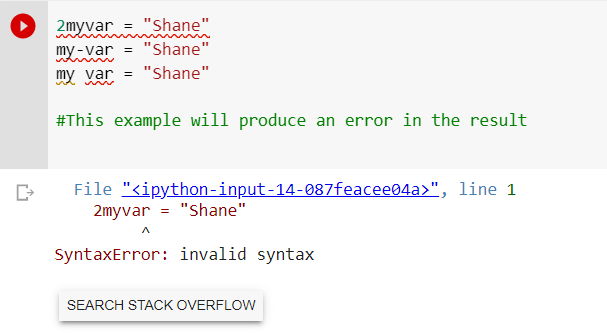 2myvar = "Shane"
my-var = "Shane"
my var = "Shane"
#This example will produce an error in the result
File "<ipython-input-14-087feacee04a>", line 1
2myvar = "Shane"
^
SyntaxError: invalid syntax
SEARCH STACK OVERFLOW